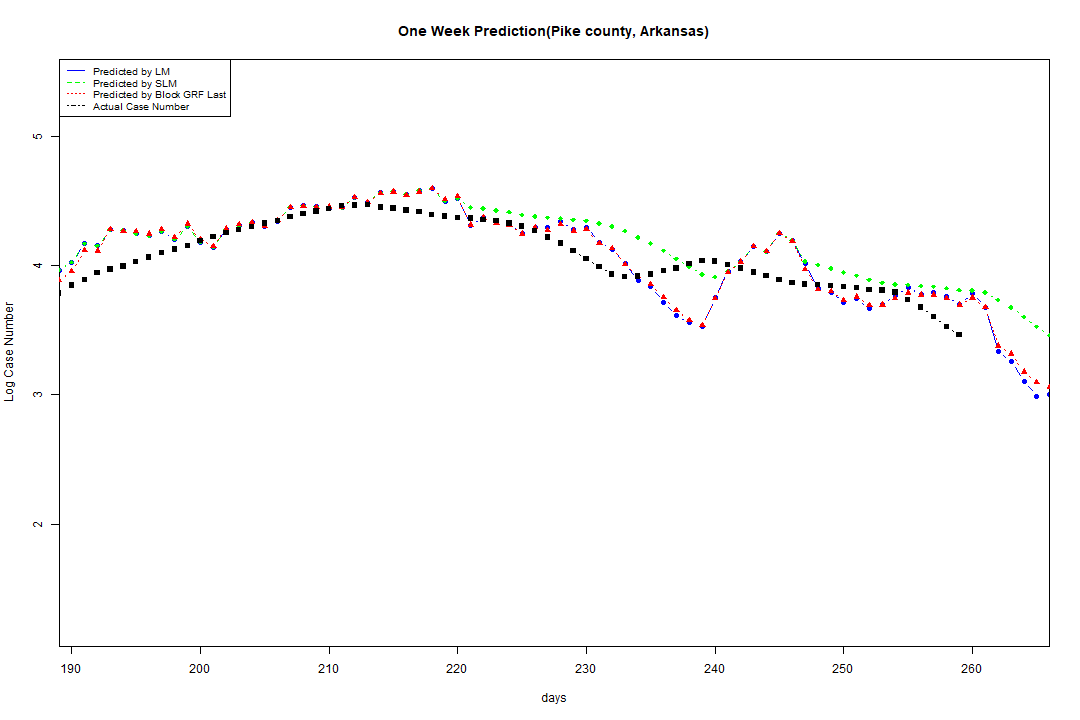 One Week Prediction(Pike county, Arkansas)
Predicted by LM
Predicted by SLM
Predicted by Block GRF Last
Actual Case Number
5
4
3
2
Log Case Number
190 200 210 220 230 240 250 260
days